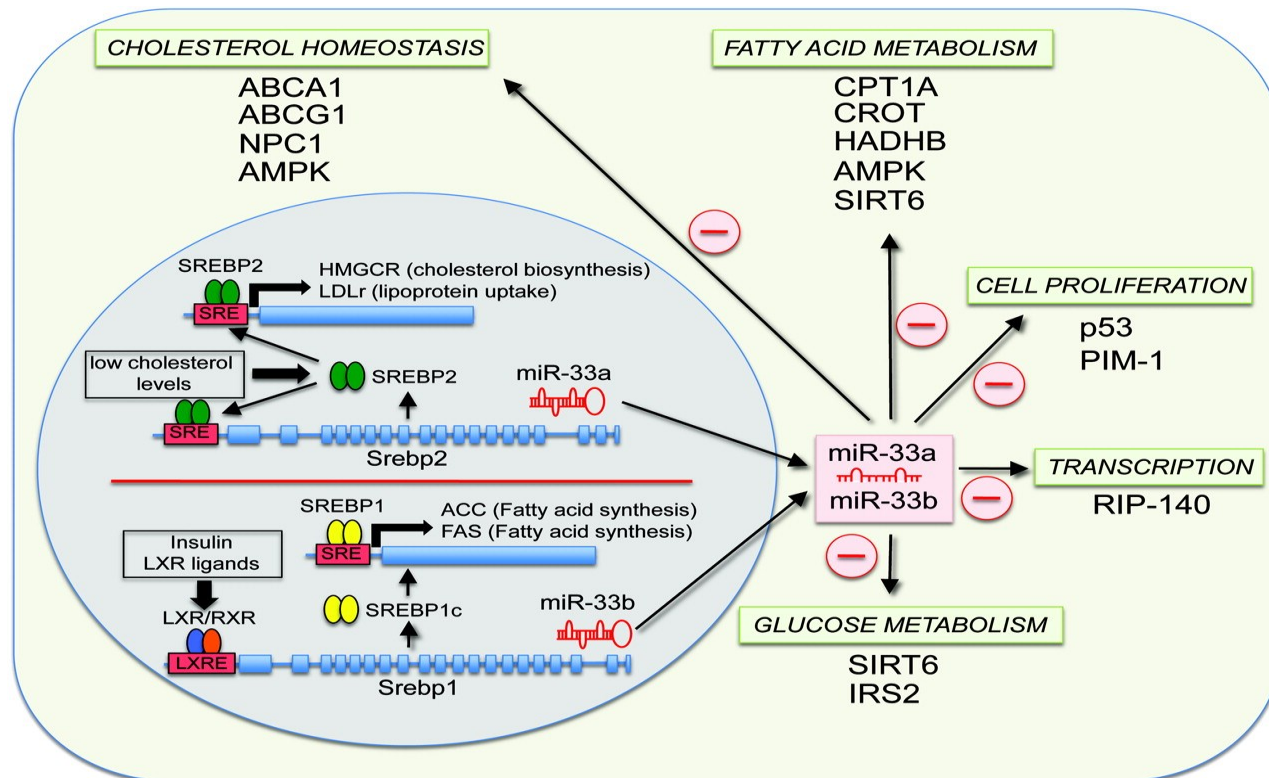 CHOLESTEROL HOMEOSTASIS
ABCA1
ABCG1
NPC1
AMPK
FATTY ACID METABOLISM
CPT1A
CROT
HADHB
AMPK
SIRT6
CELL PROLIFERATION
p53
PIM-1
SREBP2
HMGCR (cholesterol biosynthesis)
LDLr (lipoprotein uptake)
SRE
low cholesterol
levels
SREBP2
miR-33a
SRE
Srebp2
miR-33a
miR-33b
TRANSCRIPTION
RIP-140
SREBP1
ACC (Fatty acid synthesis)
FAS (Fatty acid synthesis)
SRE
Insulin
LXR ligands
SREBP1c
miR-33b
LXR/RXR
LXRE
Srebp1
GLUCOSE METABOLISM
SIRT6
IRS2